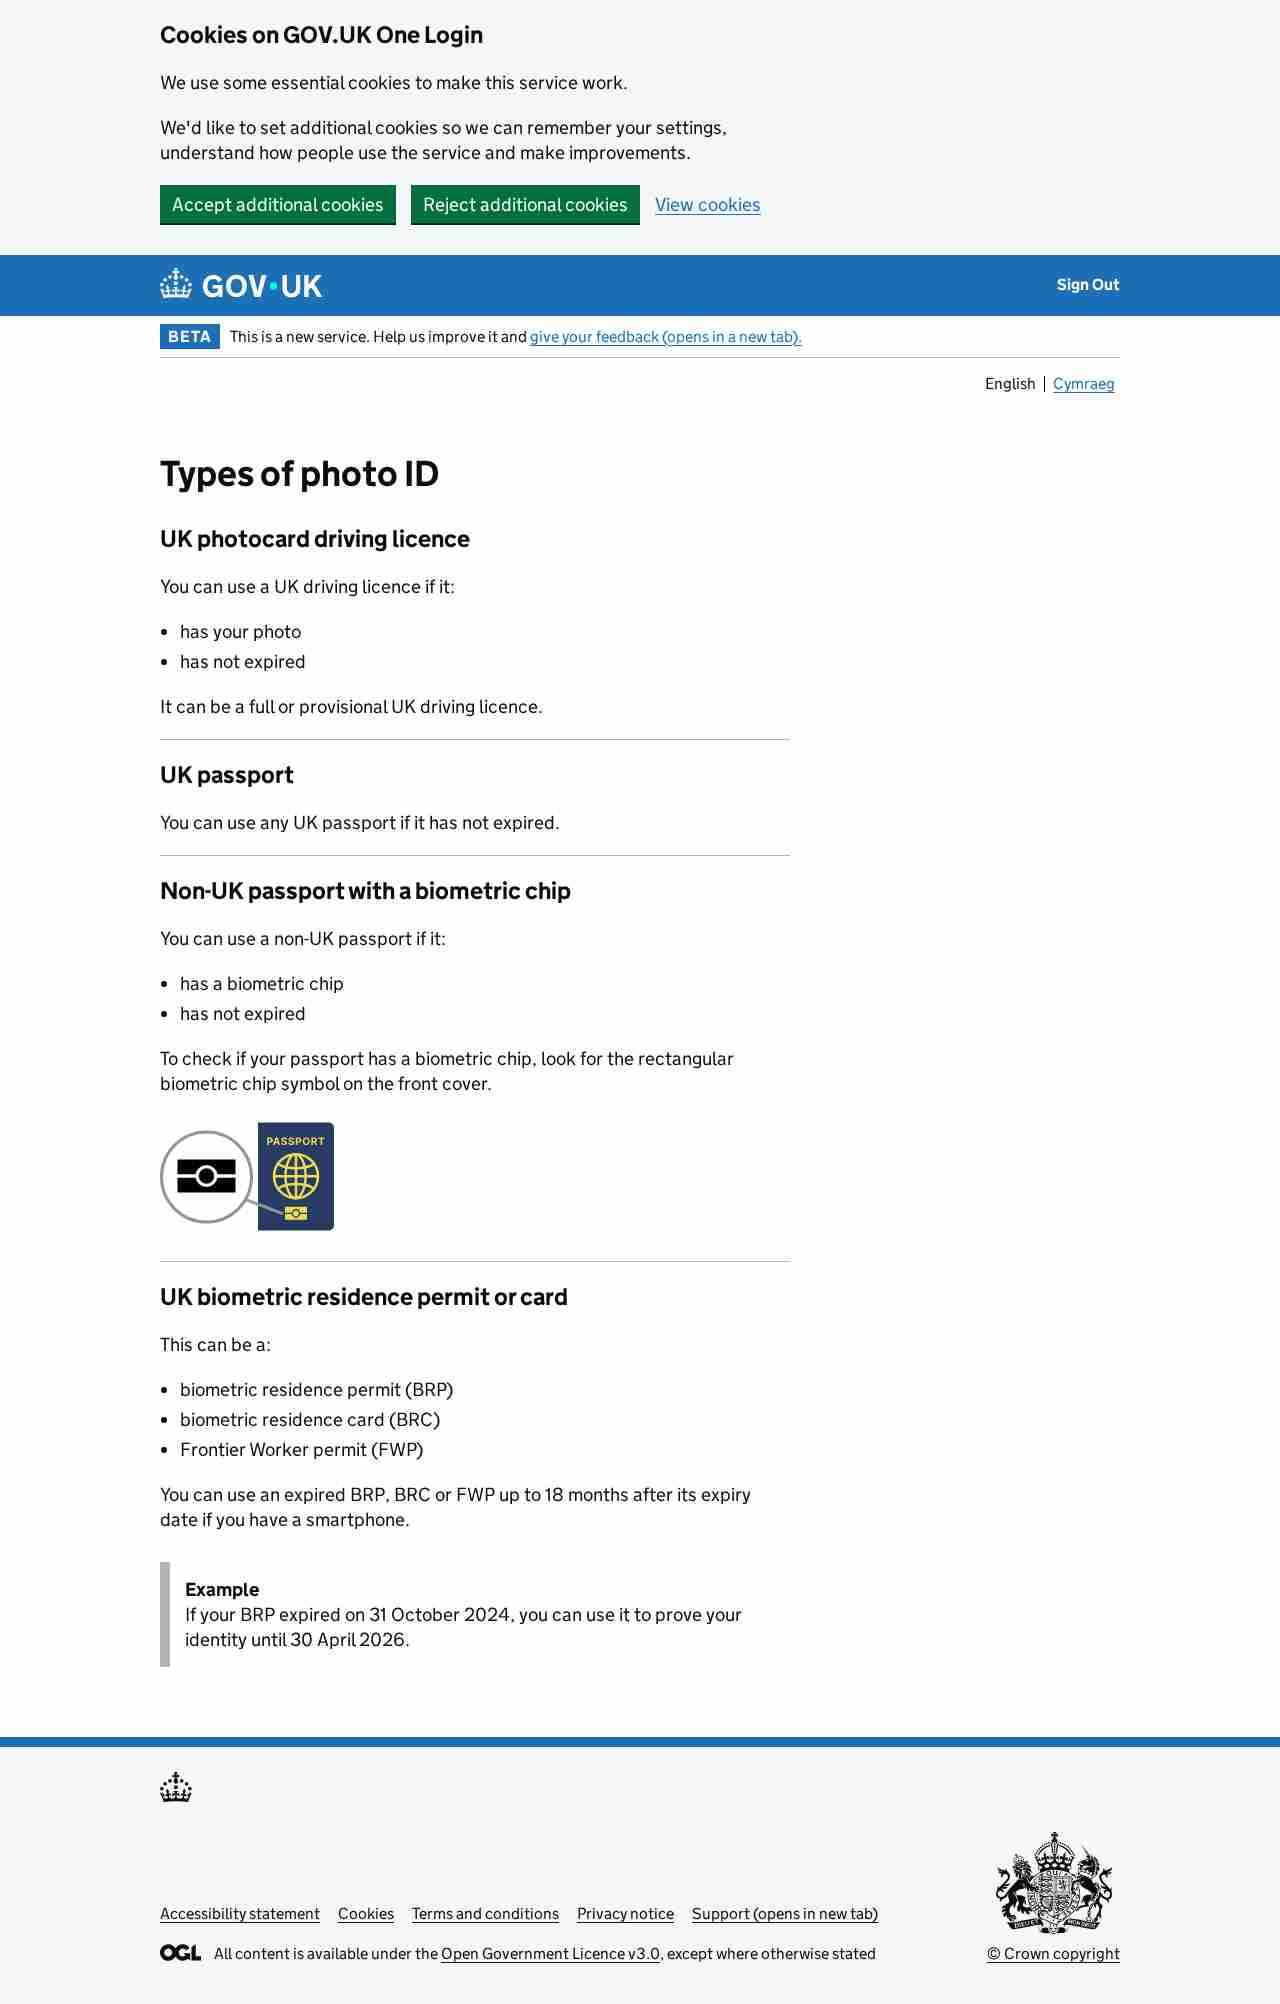 Cookies on GOV.UK One Login
We use some essential cookies to make this service work.
We'd like to set additional cookies so we can remember your settings,
understand how people use the service and make improvements.
Accept additional cookies Reject additional cookies View cookies
GOV.UK Sign Out
BETA This is a new service. Help us improve it and give your feedback (opens in a new tab).
English Cymraeg
Types of photo ID
UK photocard driving licence
You can use a UK driving licence if it:
• has your photo
• has not expired
It can be a full or provisional UK driving licence.
UK passport
You can use any UK passport if it has not expired.
Non-UK passport with a biometric chip
You can use a non-UK passport if it:
• has a biometric chip
• has not expired
To check if your passport has a biometric chip, look for the rectangular
biometric chip symbol on the front cover.
PASSPORT
UK biometric residence permit or card
This can be a:
• biometric residence permit (BRP)
• biometric residence card (BRC)
• Frontier Worker permit (FWP)
You can use an expired BRP, BRC or FWP up to 18 months after its expiry
date if you have a smartphone.
Example
If your BRP expired on 31 October 2024, you can use it to prove your
identity until 30 April 2026.
Accessibility statement Cookies Terms and conditions Privacy notice Support (opens in new tab)
OGL All content is available under the Open Government Licence v3.0, except where otherwise stated
© Crown copyright